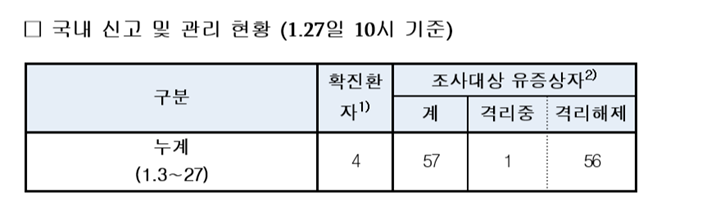 □ 국내 신고 및 관리 현황 (1.27일 10시 기준)
구분 확진환자1) 조사대상 유증상자2)
계 격리중 격리해제
누계 (1.3~27) 4 57 1 56